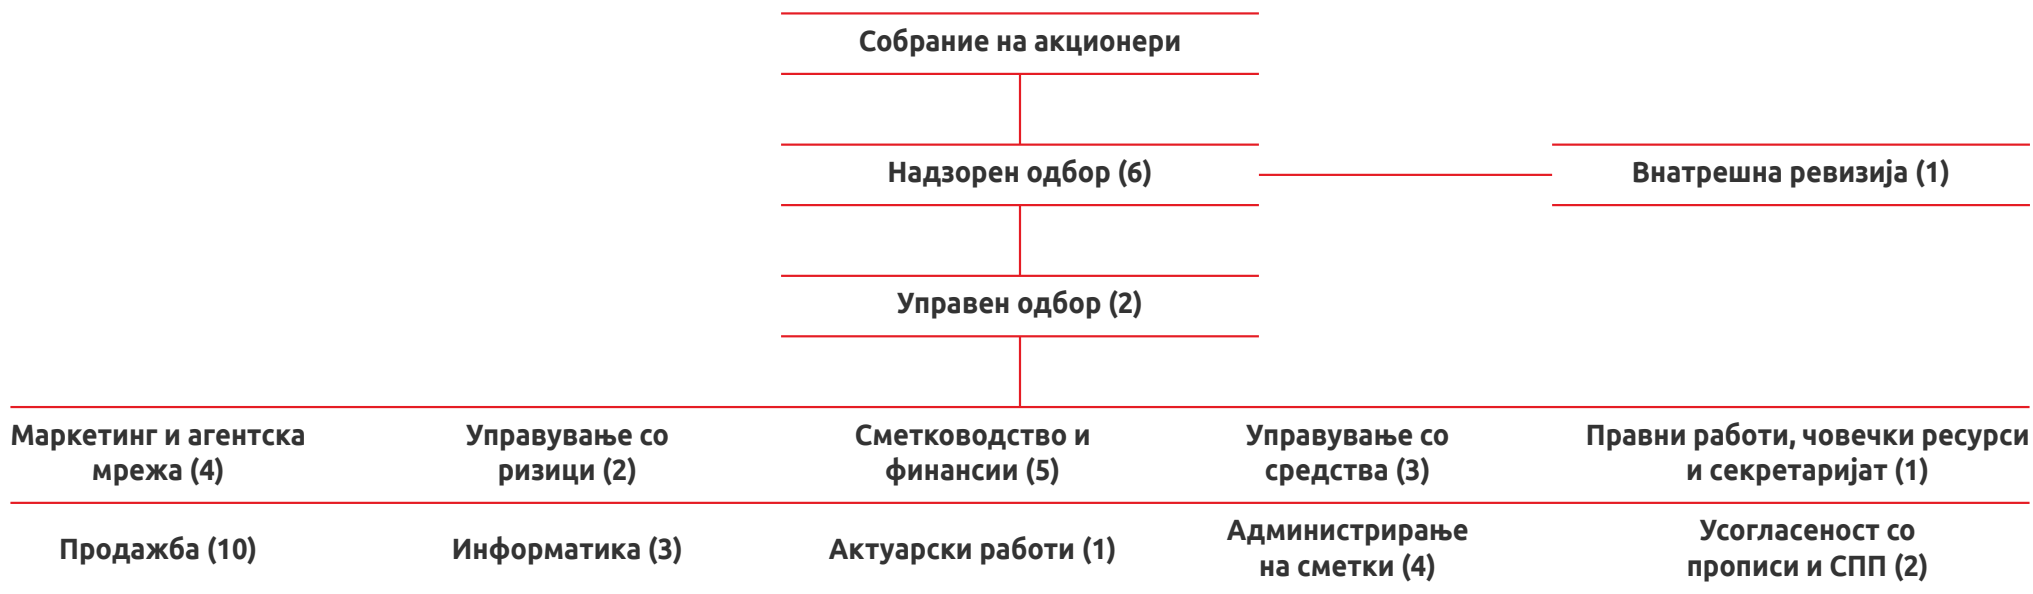 Собрание на акционери
Надзорен одбор (6)
Внатрешна ревизија (1)
Управен одбор (2)
Маркетинг и агентска
мрежа (4)
Управување со
ризици (2)
Сметководство и
финансии (5)
Управување со
средства (3)
Правни работи, човечки ресурси
и секретаријат (1)
Продажба (10)
Информатика (3)
Актуарски работи (1)
Администрирање
на сметки (4)
Усогласеност со
прописи и СПП (2)